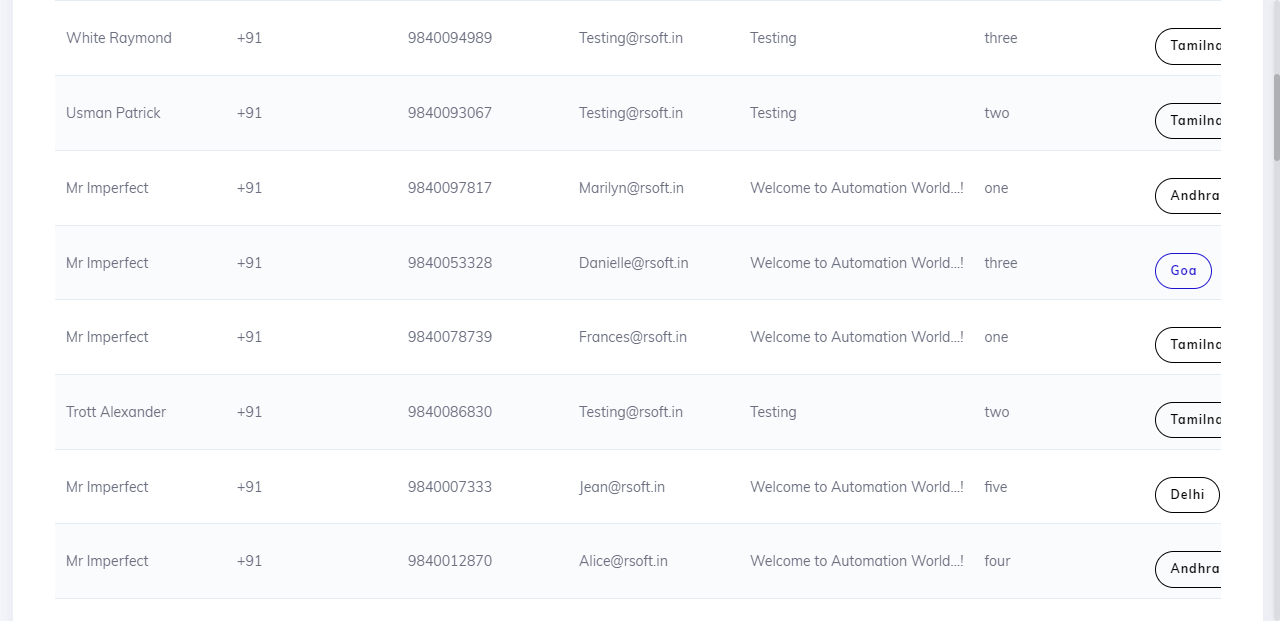 White Raymond +91 9840094989 Testing@rsoft.in Testing three
Usman Patrick +91 9840093067 Testing@rsoft.in Testing two
Mr Imperfect +91 9840097817 Marilyn@rsoft.in Welcome to Automation World...! one Andhra
Mr Imperfect +91 9840053328 Danielle@rsoft.in Welcome to Automation World...! three Goa
Mr Imperfect +91 9840078739 Frances@rsoft.in Welcome to Automation World...! one
Trott Alexander +91 9840086830 Testing@rsoft.in Testing two
Mr Imperfect +91 9840007333 Jean@rsoft.in Welcome to Automation World...! five Delhi
Mr Imperfect +91 9840012870 Alice@rsoft.in Welcome to Automation World...! four Andhra